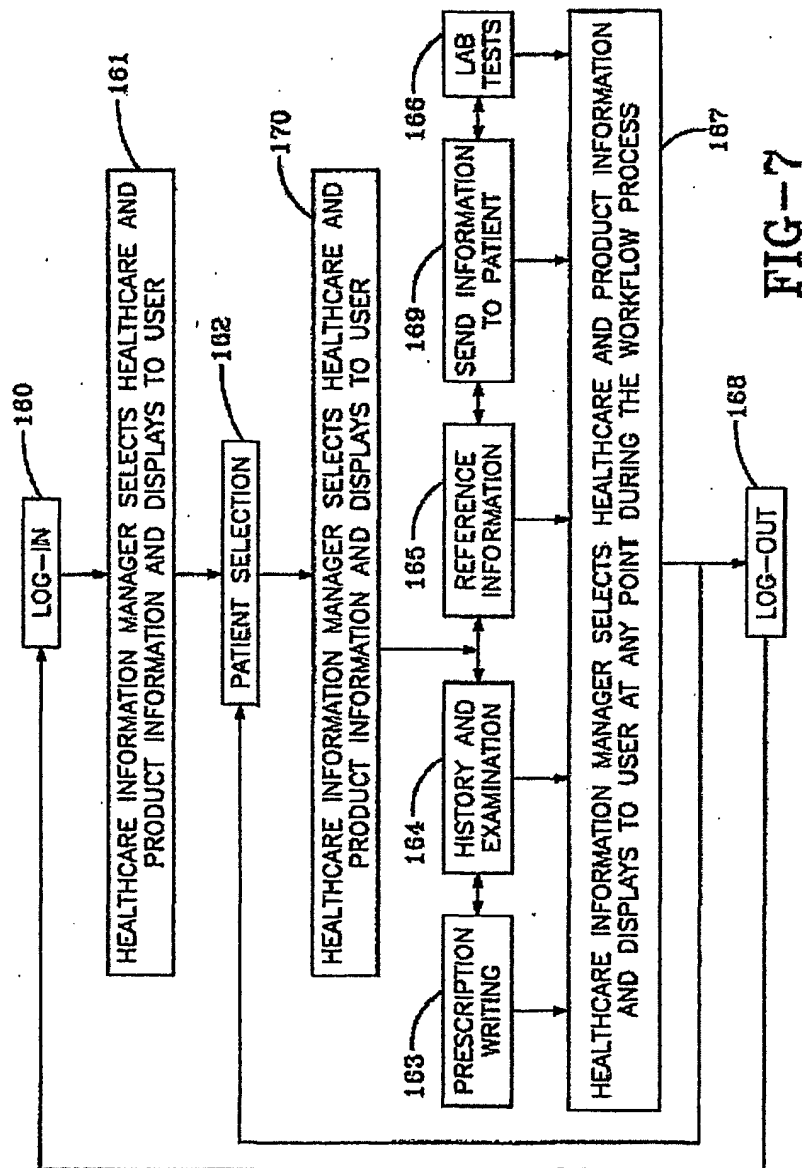 160
LOG-IN
161
HEALTHCARE INFORMATION MANAGER SELECTS HEALTHCARE AND
PRODUCT INFORMATION AND DISPLAYS TO USER
162
PATIENT SELECTION
170
HEALTHCARE INFORMATION MANAGER SELECTS HEALTHCARE AND
PRODUCT INFORMATION AND DISPLAYS TO USER
163
PRESCRIPTION
WRITING
164
HISTORY AND
EXAMINATION
165
REFERENCE
INFORMATION
169
SEND INFORMATION
TO PATIENT
166
LAB
TESTS
HEALTHCARE INFORMATION MANAGER SELECTS HEALTHCARE AND PRODUCT INFORMATION
AND DISPLAYS TO USER AT ANY POINT DURING THE WORKFLOW PROCESS
167
168
LOG-OUT
FIG-7